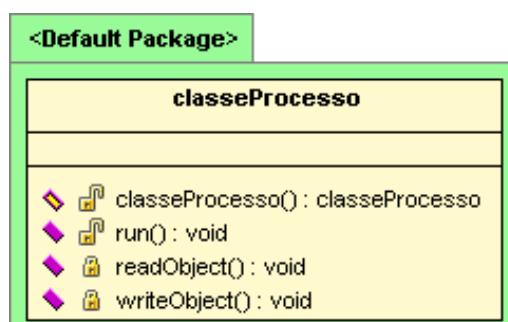 <Default Package>
classeProcesso
classeProcesso() : classeProcesso
run() : void
readObject() : void
writeObject() : void